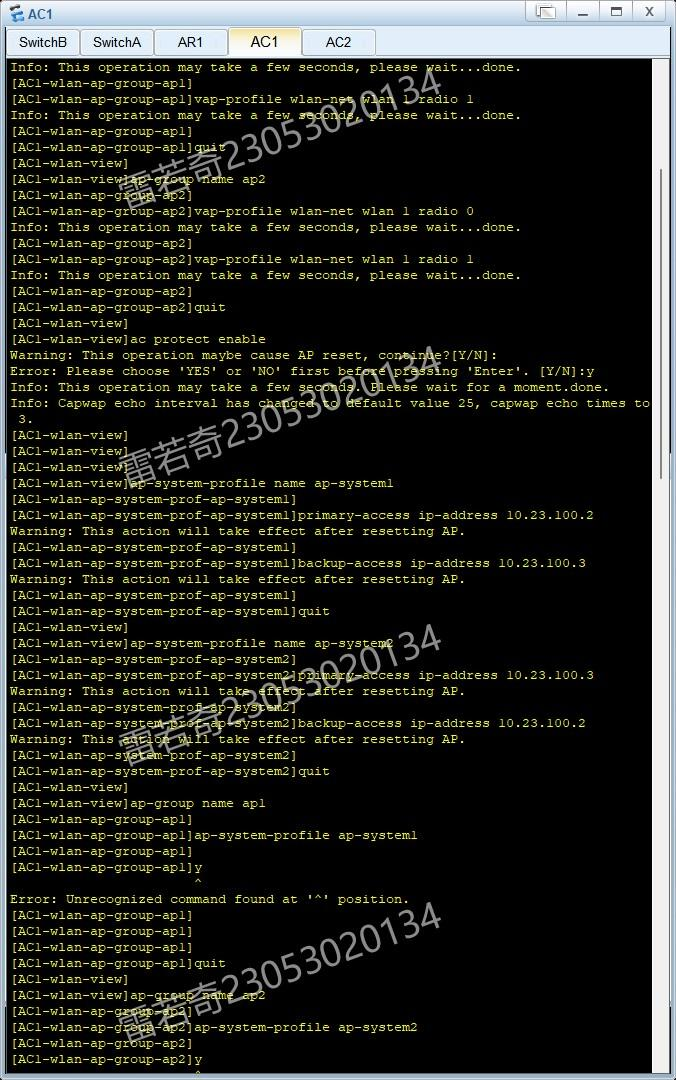 AC1
SwitchB SwitchA AR1 AC1 AC2
Info: This operation may take a few seconds, please wait...done.
[AC1-wlan-ap-group-ap1]
[AC1-wlan-ap-group-ap1]vap-profile wlan-net wlan 1 radio 1
Info: This operation may take a few seconds, please wait...done.
[AC1-wlan-ap-group-ap1]
[AC1-wlan-ap-group-ap1]quit
[AC1-wlan-view]
[AC1-wlan-view]ap-group name ap2
[AC1-wlan-ap-group-ap2]
[AC1-wlan-ap-group-ap2]vap-profile wlan-net wlan 1 radio 0
Info: This operation may take a few seconds, please wait...done.
[AC1-wlan-ap-group-ap2]
[AC1-wlan-ap-group-ap2]vap-profile wlan-net wlan 1 radio 1
Info: This operation may take a few seconds, please wait...done.
[AC1-wlan-ap-group-ap2]
[AC1-wlan-ap-group-ap2]quit
[AC1-wlan-view]
[AC1-wlan-view]ac protect enable
Warning: This operation maybe cause AP reset, continue?[Y/N]:
Error: Please choose 'YES' or 'NO' first before pressing 'Enter'. [Y/N]:y
Info: This operation may take a few seconds. Please wait for a moment.done.
Info: Capwap echo interval has changed to default value 25, capwap echo times to
3.
[AC1-wlan-view]
[AC1-wlan-view]
[AC1-wlan-view]
[AC1-wlan-view]ap-system-profile name ap-system1
[AC1-wlan-ap-system-prof-ap-system1]
[AC1-wlan-ap-system-prof-ap-system1]primary-access ip-address 10.23.100.2
Warning: This action will take effect after resetting AP.
[AC1-wlan-ap-system-prof-ap-system1]
[AC1-wlan-ap-system-prof-ap-system1]backup-access ip-address 10.23.100.3
Warning: This action will take effect after resetting AP.
[AC1-wlan-ap-system-prof-ap-system1]
[AC1-wlan-ap-system-prof-ap-system1]quit
[AC1-wlan-view]
[AC1-wlan-view]ap-system-profile name ap-system2
[AC1-wlan-ap-system-prof-ap-system2]
[AC1-wlan-ap-system-prof-ap-system2]primary-access ip-address 10.23.100.3
Warning: This action will take effect after resetting AP.
[AC1-wlan-ap-system-prof-ap-system2]
[AC1-wlan-ap-system-prof-ap-system2]backup-access ip-address 10.23.100.2
Warning: This action will take effect after resetting AP.
[AC1-wlan-ap-system-prof-ap-system2]
[AC1-wlan-ap-system-prof-ap-system2]quit
[AC1-wlan-view]
[AC1-wlan-view]ap-group name ap1
[AC1-wlan-ap-group-ap1]
[AC1-wlan-ap-group-ap1]ap-system-profile ap-system1
[AC1-wlan-ap-group-ap1]
[AC1-wlan-ap-group-ap1]y
^
Error: Unrecognized command found at '^' position.
[AC1-wlan-ap-group-ap1]
[AC1-wlan-ap-group-ap1]
[AC1-wlan-ap-group-ap1]
[AC1-wlan-ap-group-ap1]quit
[AC1-wlan-view]
[AC1-wlan-view]ap-group name ap2
[AC1-wlan-ap-group-ap2]
[AC1-wlan-ap-group-ap2]ap-system-profile ap-system2
[AC1-wlan-ap-group-ap2]
[AC1-wlan-ap-group-ap2]y
^
雷若奇23053020134
雷若奇23053020134
雷若奇23053020134
雷若奇23053020134